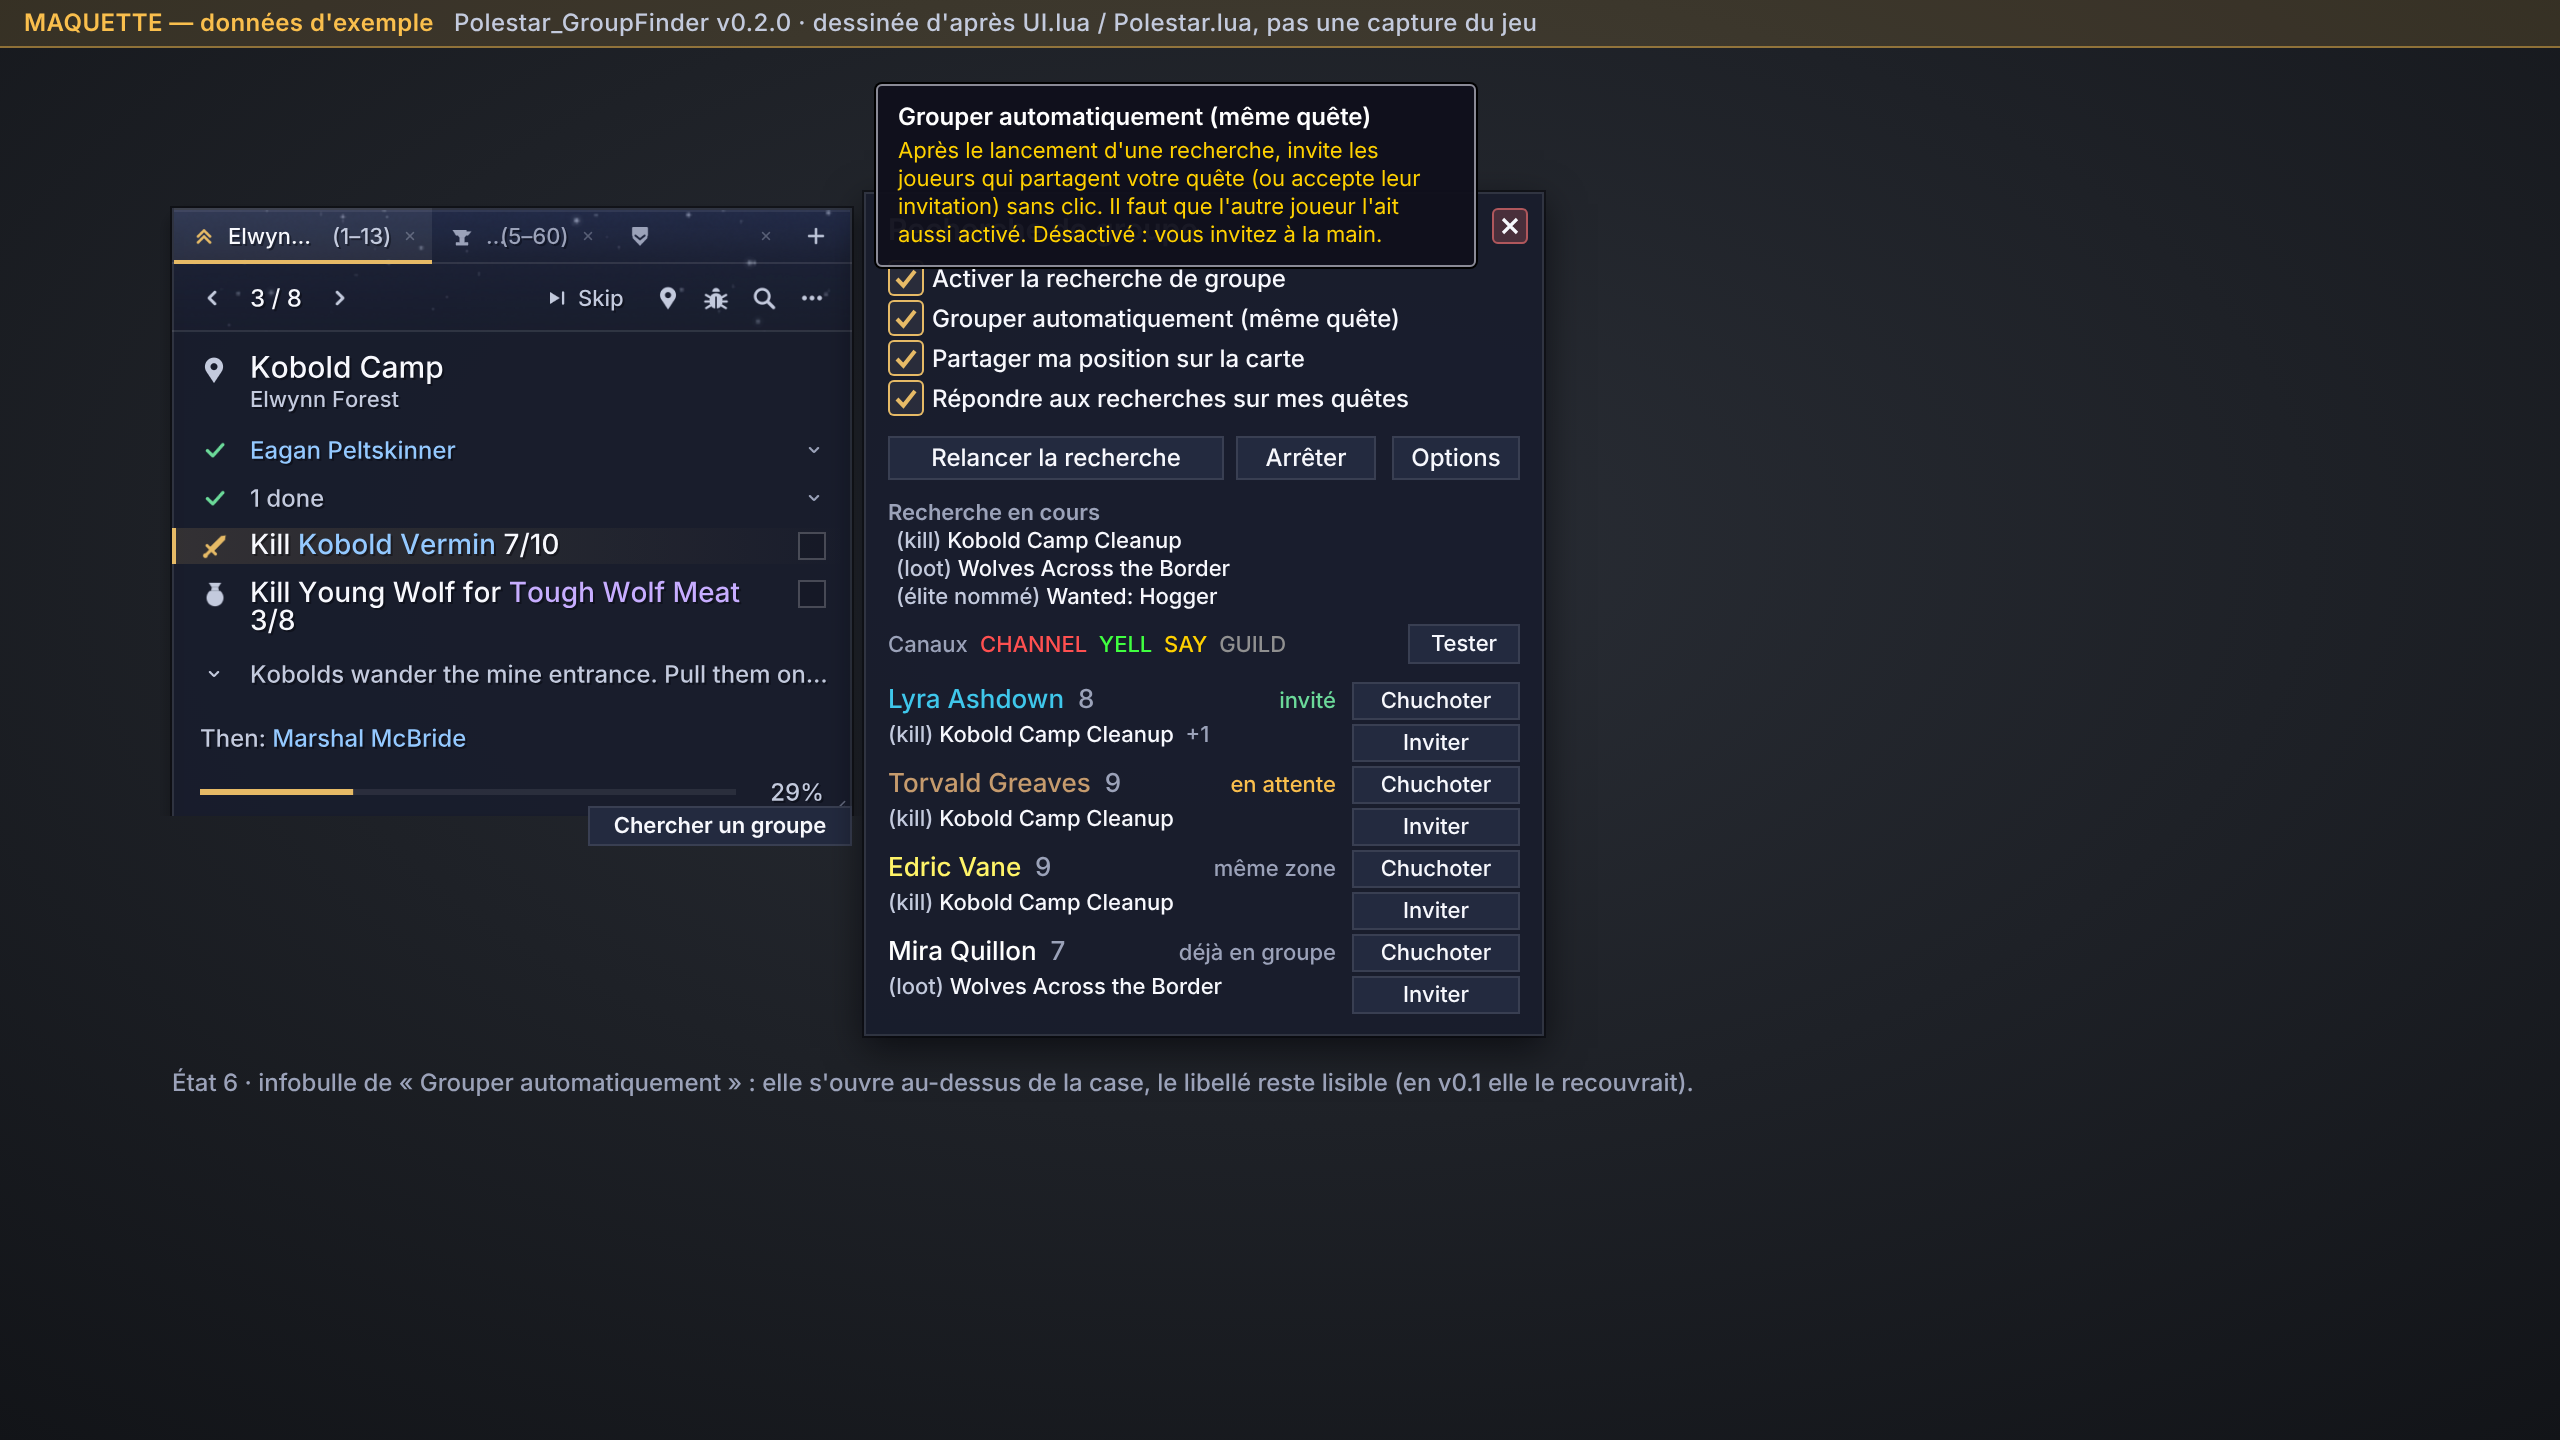 MAQUETTE — données d'exemple Polestar_GroupFinder v0.2.0 · dessinée d'après UI.lua / Polestar.lua, pas une capture du jeu
Grouper automatiquement (même quête)
Après le lancement d'une recherche, invite les
joueurs qui partagent votre quête (ou accepte leur
invitation) sans clic. Il faut que l'autre joueur l'ait
aussi activé. Désactivé : vous invitez à la main.
Elwyn... (1–13) × ...(5–60) × × +
3 / 8 Skip
Kobold Camp
Elwynn Forest
Eagan Peltskinner
1 done
Kill Kobold Vermin 7/10
Kill Young Wolf for Tough Wolf Meat
3/8
Kobolds wander the mine entrance. Pull them on...
Then: Marshal McBride
29%
Chercher un groupe
Activer la recherche de groupe
Grouper automatiquement (même quête)
Partager ma position sur la carte
Répondre aux recherches sur mes quêtes
Relancer la recherche Arrêter Options
Recherche en cours
(kill) Kobold Camp Cleanup
(loot) Wolves Across the Border
(élite nommé) Wanted: Hogger
Canaux CHANNEL YELL SAY GUILD Tester
Lyra Ashdown 8 invité Chuchoter
(kill) Kobold Camp Cleanup +1 Inviter
Torvald Greaves 9 en attente Chuchoter
(kill) Kobold Camp Cleanup Inviter
Edric Vane 9 même zone Chuchoter
(kill) Kobold Camp Cleanup Inviter
Mira Quillon 7 déjà en groupe Chuchoter
(loot) Wolves Across the Border Inviter
État 6 · infobulle de « Grouper automatiquement » : elle s'ouvre au-dessus de la case, le libellé reste lisible (en v0.1 elle le recouvrait).